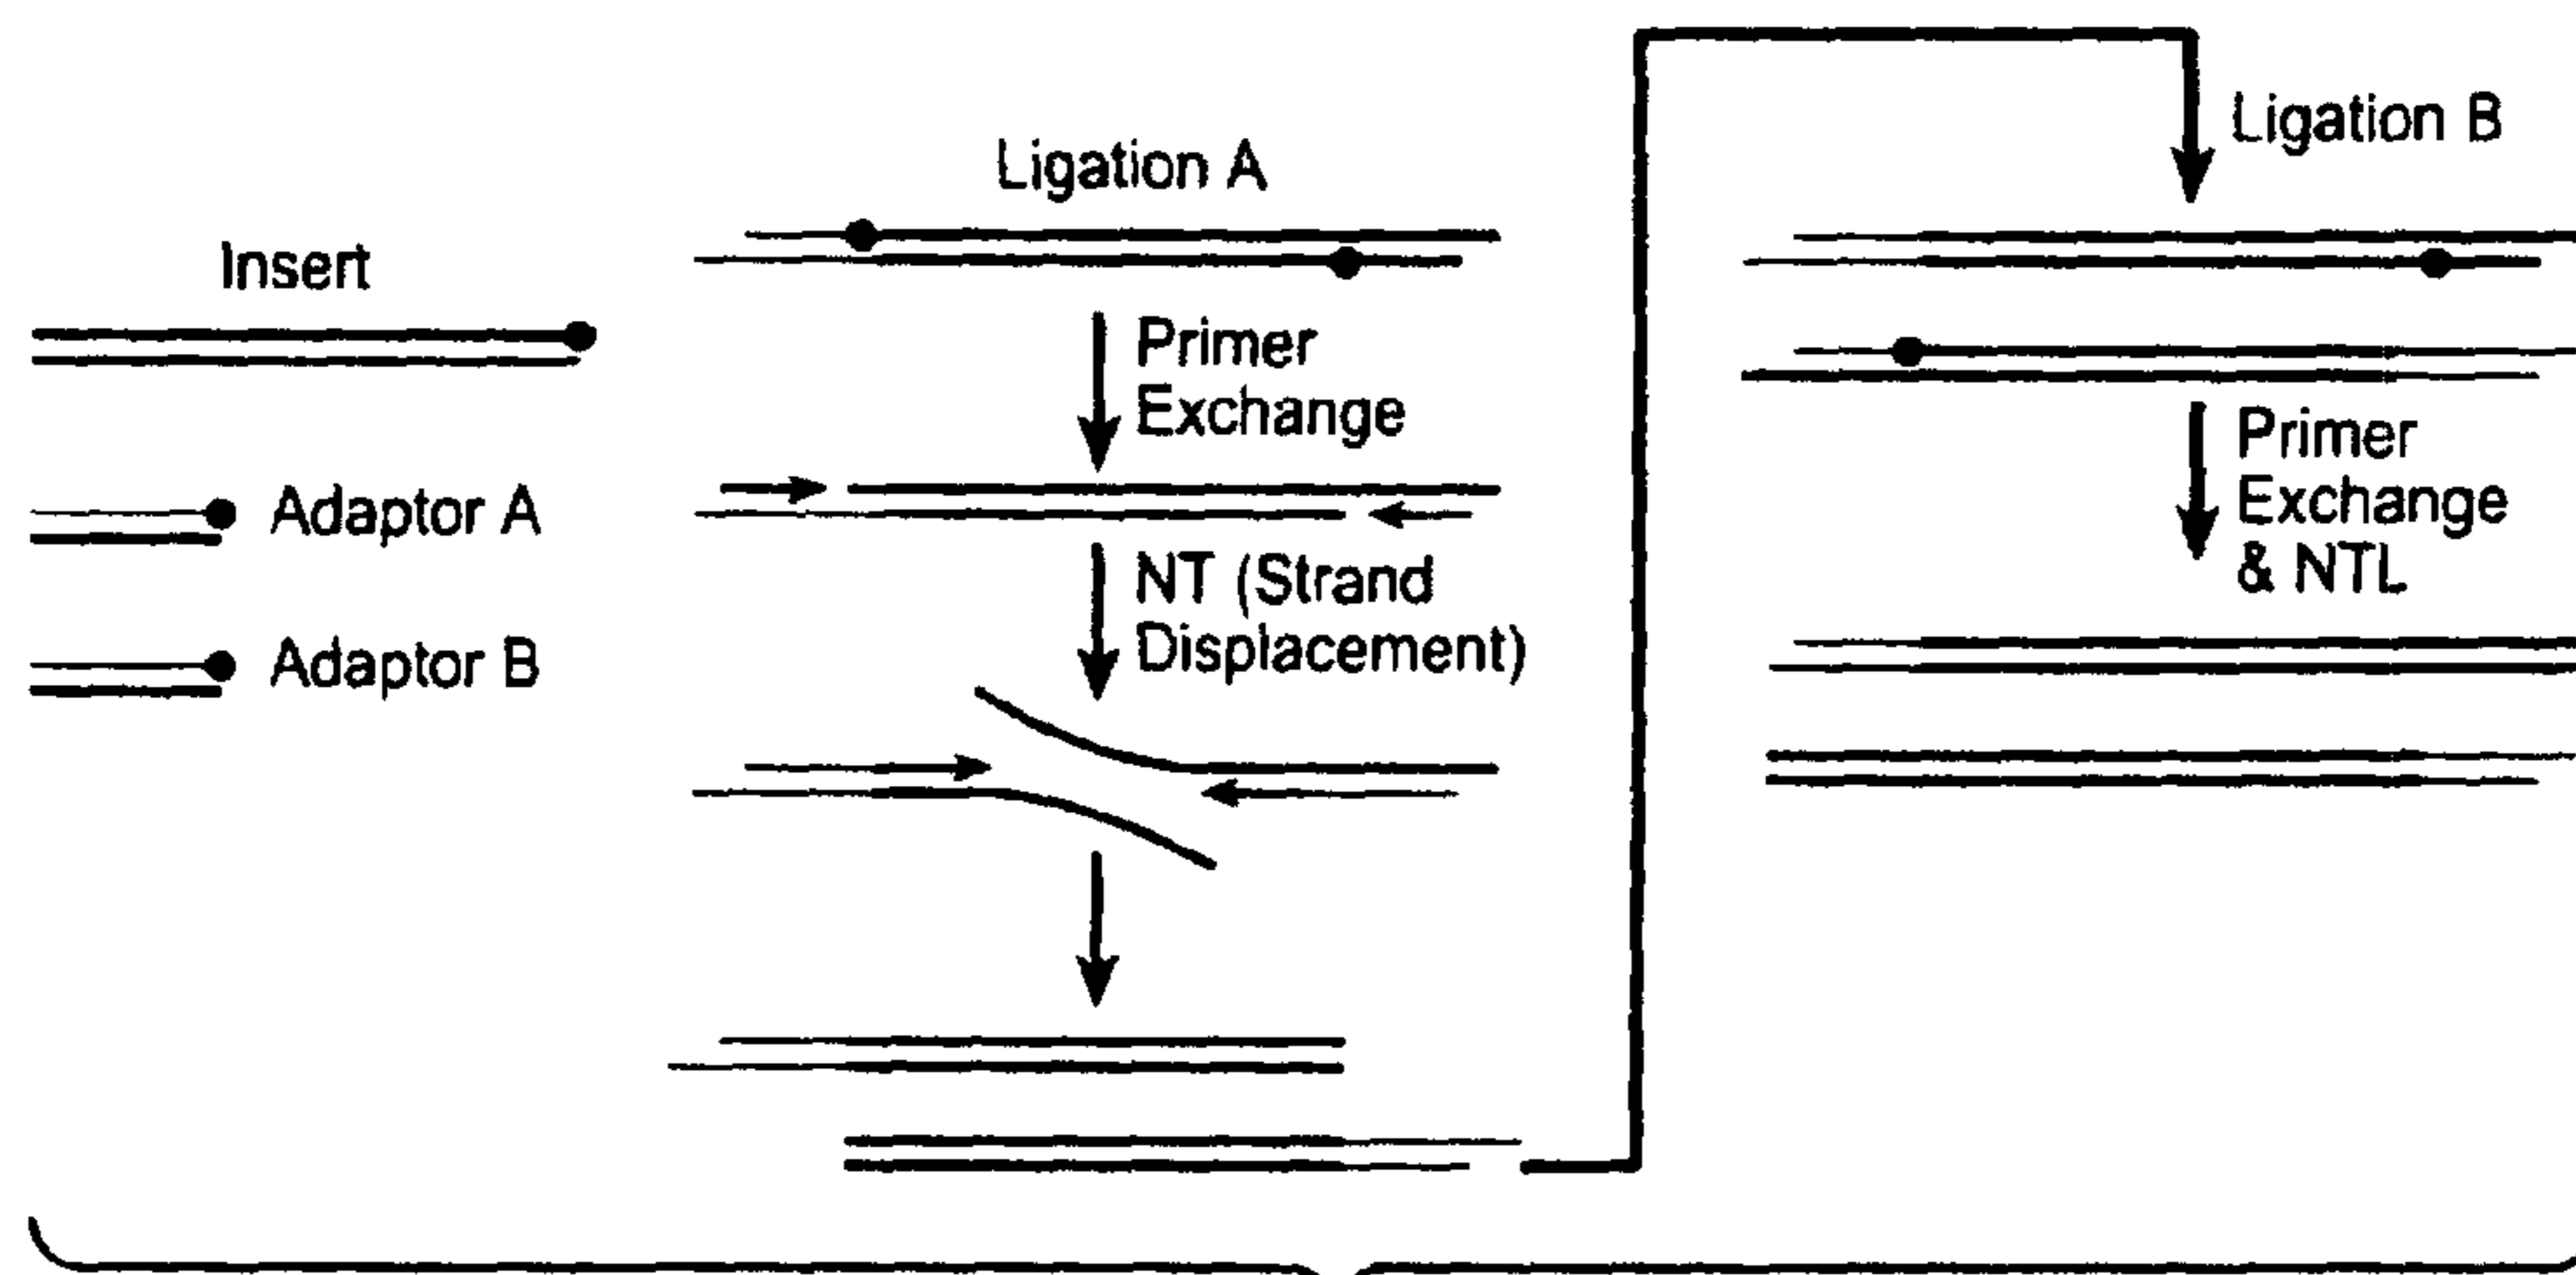 Insert
Adaptor A
Adaptor B
Ligation A
Primer
Exchange
NT (Strand
Displacement)
Ligation B
Primer
Exchange
& NTL